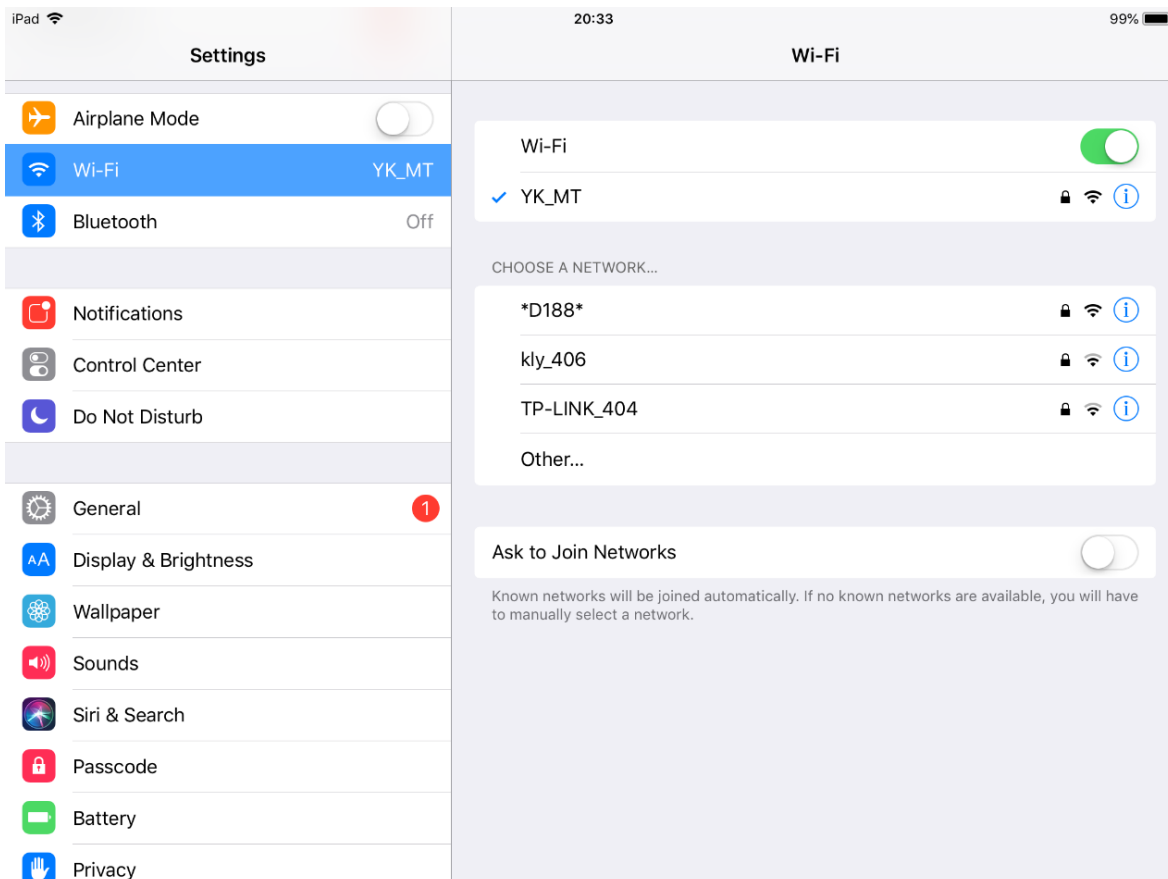 iPad 20:33 99%
Settings
Wi-Fi
Airplane Mode
Wi-Fi YK_MT
Bluetooth Off
Notifications
Control Center
Do Not Disturb
General 1
AA Display & Brightness
Wallpaper
Sounds
Siri & Search
Passcode
Battery
Privacy
Wi-Fi
YK_MT
CHOOSE A NETWORK...
*D188*
kly_406
TP-LINK_404
Other...
Ask to Join Networks
Known networks will be joined automatically. If no known networks are available, you will have
to manually select a network.